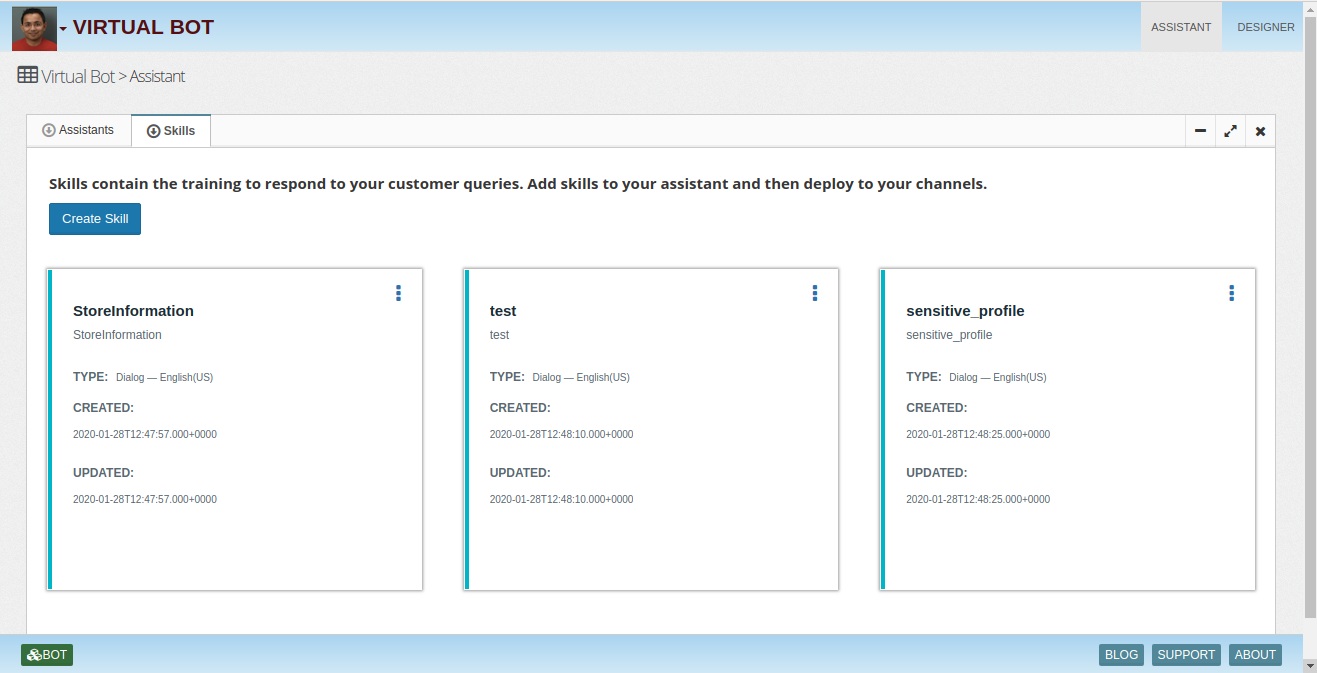 VIRTUAL BOT
ASSISTANT
DESIGNER
Virtual Bot > Assistant
Assistants
Skills
Skills contain the training to respond to your customer queries. Add skills to your assistant and then deploy to your channels.
Create Skill
StoreInformation
StoreInformation
TYPE: Dialog — English(US)
CREATED:
2020-01-28T12:47:57.000+0000
UPDATED:
2020-01-28T12:47:57.000+0000
test
test
TYPE: Dialog — English(US)
CREATED:
2020-01-28T12:48:10.000+0000
UPDATED:
2020-01-28T12:48:10.000+0000
sensitive_profile
sensitive_profile
TYPE: Dialog — English(US)
CREATED:
2020-01-28T12:48:25.000+0000
UPDATED:
2020-01-28T12:48:25.000+0000
BOT
BLOG
SUPPORT
ABOUT